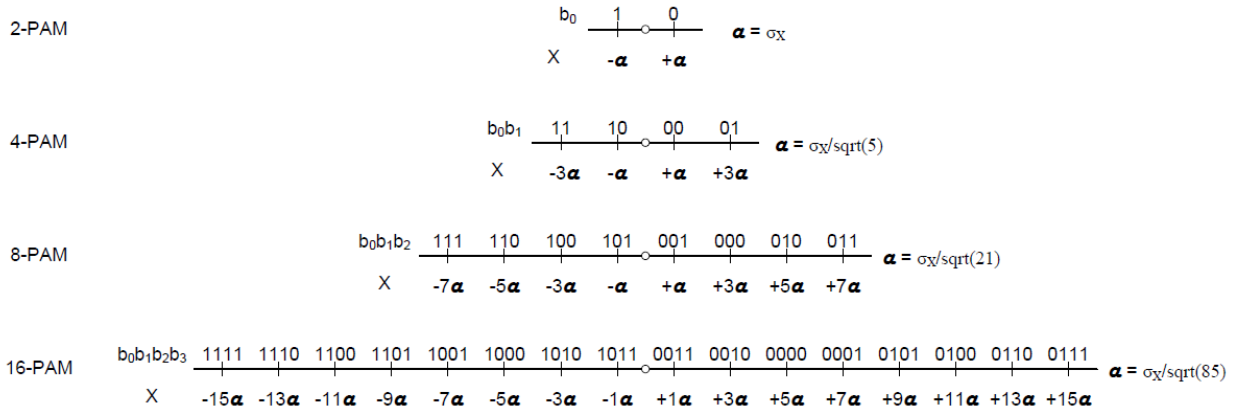 b0 1 0
2-PAM α = σX
X -α +α
b0b1 11 10 00 01
4-PAM α = σX/sqrt(5)
X -3α -α +α +3α
b0b1b2 111 110 100 101 001 000 010 011
8-PAM α = σX/sqrt(21)
X -7α -5α -3α -α +α +3α +5α +7α
b0b1b2b3 1111 1110 1100 1101 1001 1000 1010 1011 0011 0010 0000 0001 0101 0100 0110 0111
16-PAM α = σX/sqrt(85)
X -15α -13α -11α -9α -7α -5α -3α -1α +1α +3α +5α +7α +9α +11α +13α +15α